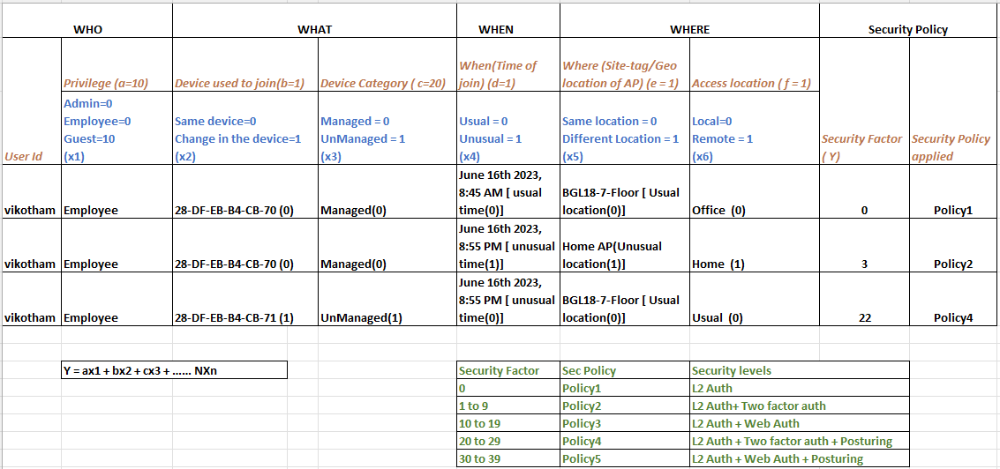 WHO WHAT WHEN WHERE Security Policy
User Id
Privilege (a=10)
Device used to join(b=1)
Device Category ( c=20)
When(Time of
join) (d=1)
Where (Site-tag/Geo
location of AP) (e = 1)
Access location ( f = 1)
Security Factor
( Y)
Security Policy
applied
Admin=0
Employee=0
Guest=10
(x1)
Same device=0
Change in the device=1
(x2)
Managed = 0
UnManaged = 1
(x3)
Usual = 0
Unusual = 1
(x4)
Same location = 0
Different Location = 1
(x5)
Local=0
Remote = 1
(x6)
vikotham
Employee
28-DF-EB-B4-CB-70 (0)
Managed(0)
June 16th 2023,
8:45 AM [ usual
time(0)]
BGL18-7-Floor [ Usual
location(0)]
Office (0)
0
Policy1
vikotham
Employee
28-DF-EB-B4-CB-70 (0)
Managed(0)
June 16th 2023,
8:55 PM [ unusual
time(1)]
Home AP(Unusual
location(1)]
Home (1)
3
Policy2
vikotham
Employee
28-DF-EB-B4-CB-71 (1)
UnManaged(1)
June 16th 2023,
8:55 PM [ unusual
time(0)]
BGL18-7-Floor [ Usual
location(0)]
Usual (0)
22
Policy4
Y = ax1 + bx2 + cx3 + ...... NXn
Security Factor Sec Policy Security levels
0 Policy1 L2 Auth
1 to 9 Policy2 L2 Auth+ Two factor auth
10 to 19 Policy3 L2 Auth + Web Auth
20 to 29 Policy4 L2 Auth + Two factor auth + Posturing
30 to 39 Policy5 L2 Auth + Web Auth + Posturing